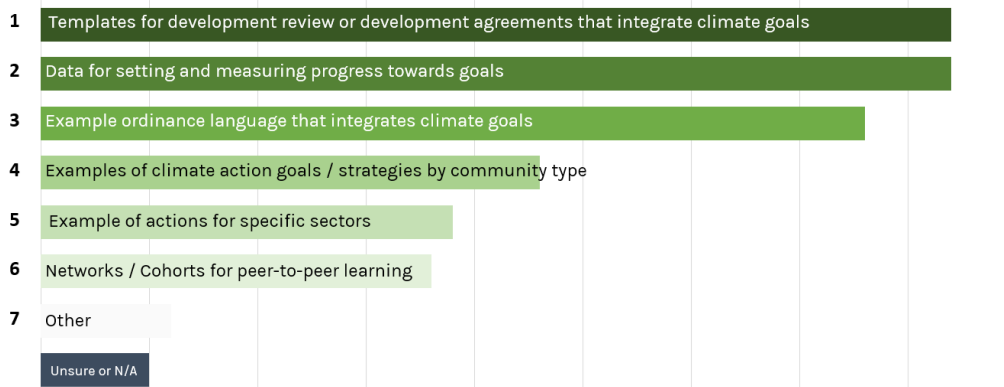 1 Templates for development review or development agreements that integrate climate goals
2 Data for setting and measuring progress towards goals
3 Example ordinance language that integrates climate goals
4 Examples of climate action goals / strategies by community type
5 Example of actions for specific sectors
6 Networks / Cohorts for peer-to-peer learning
7 Other
Unsure or N/A